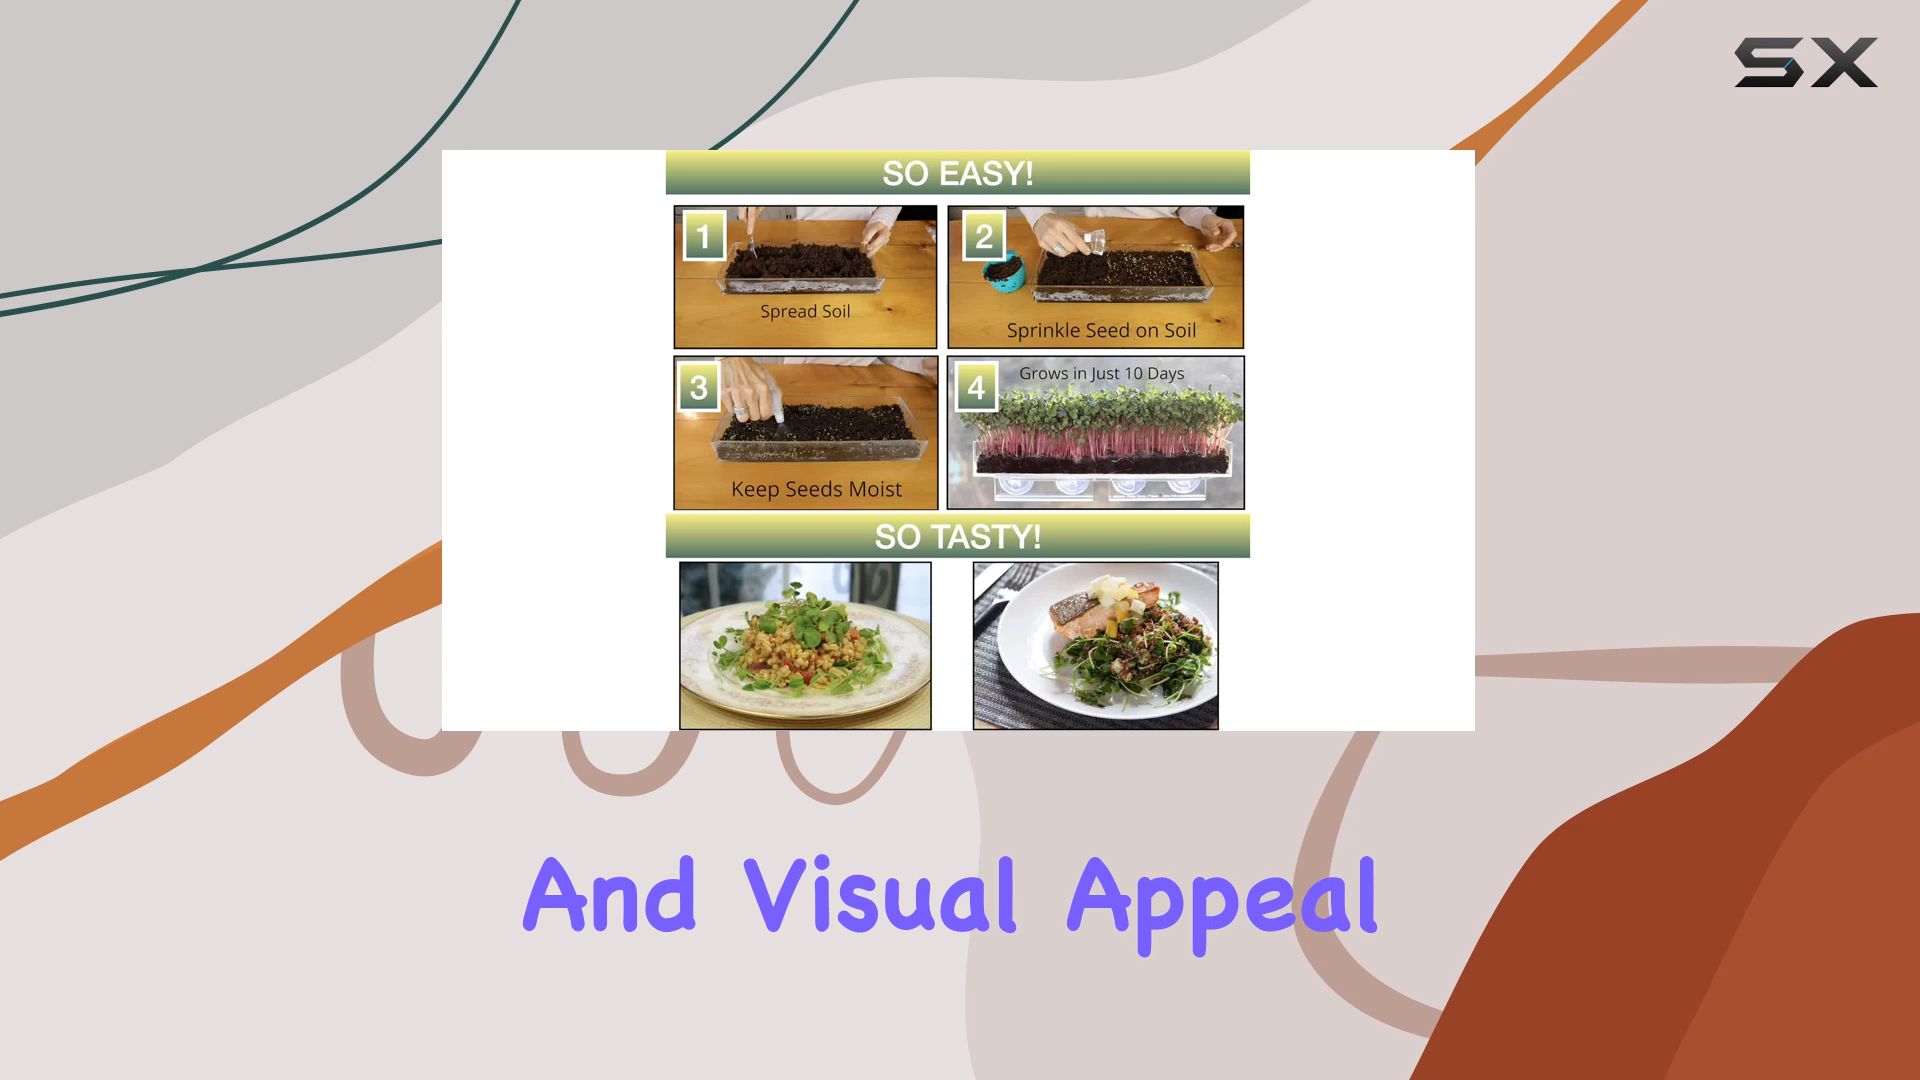 SX
SO EASY!
1
Spread Soil
2
Sprinkle Seed on Soil
3
Keep Seeds Moist
4
Grows in Just 10 Days
SO TASTY!
And Visual Appeal